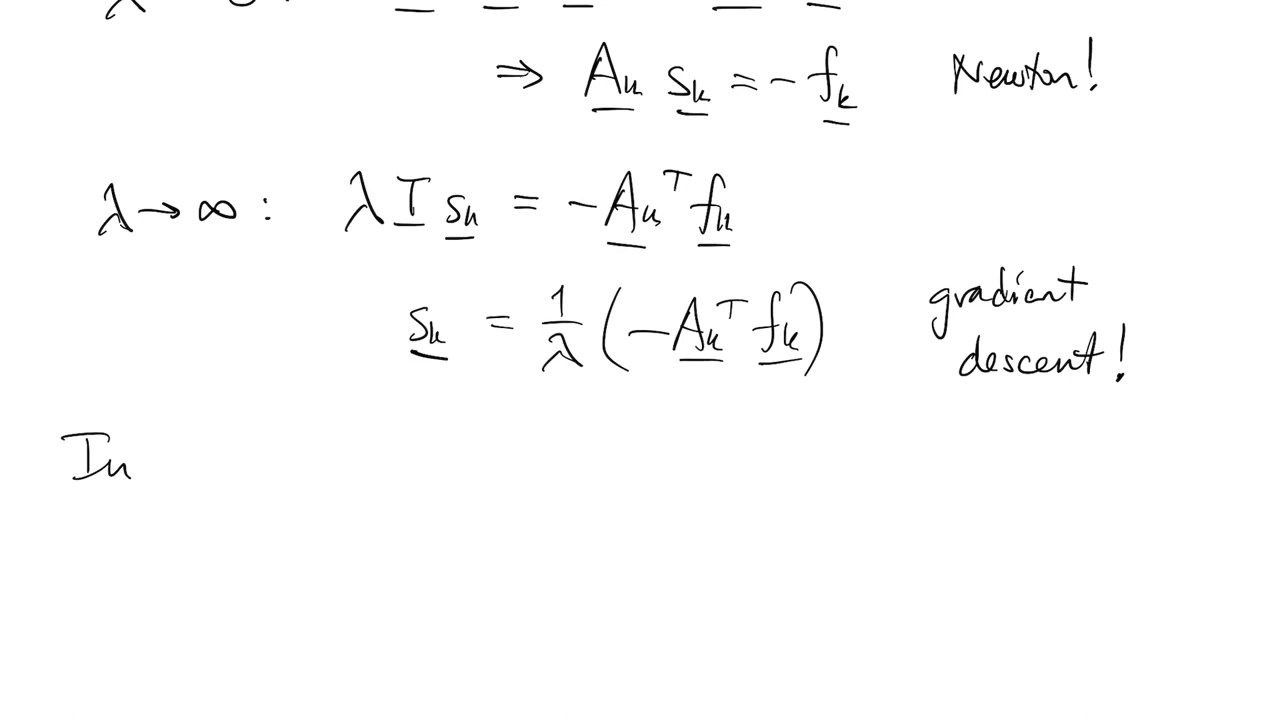 ⇒ A_k s_k = - f_k Newton!
λ → ∞ : λ I s_k = - A_k^T f_k
s_k = 1/λ ( - A_k^T f_k ) gradient
descent!
In